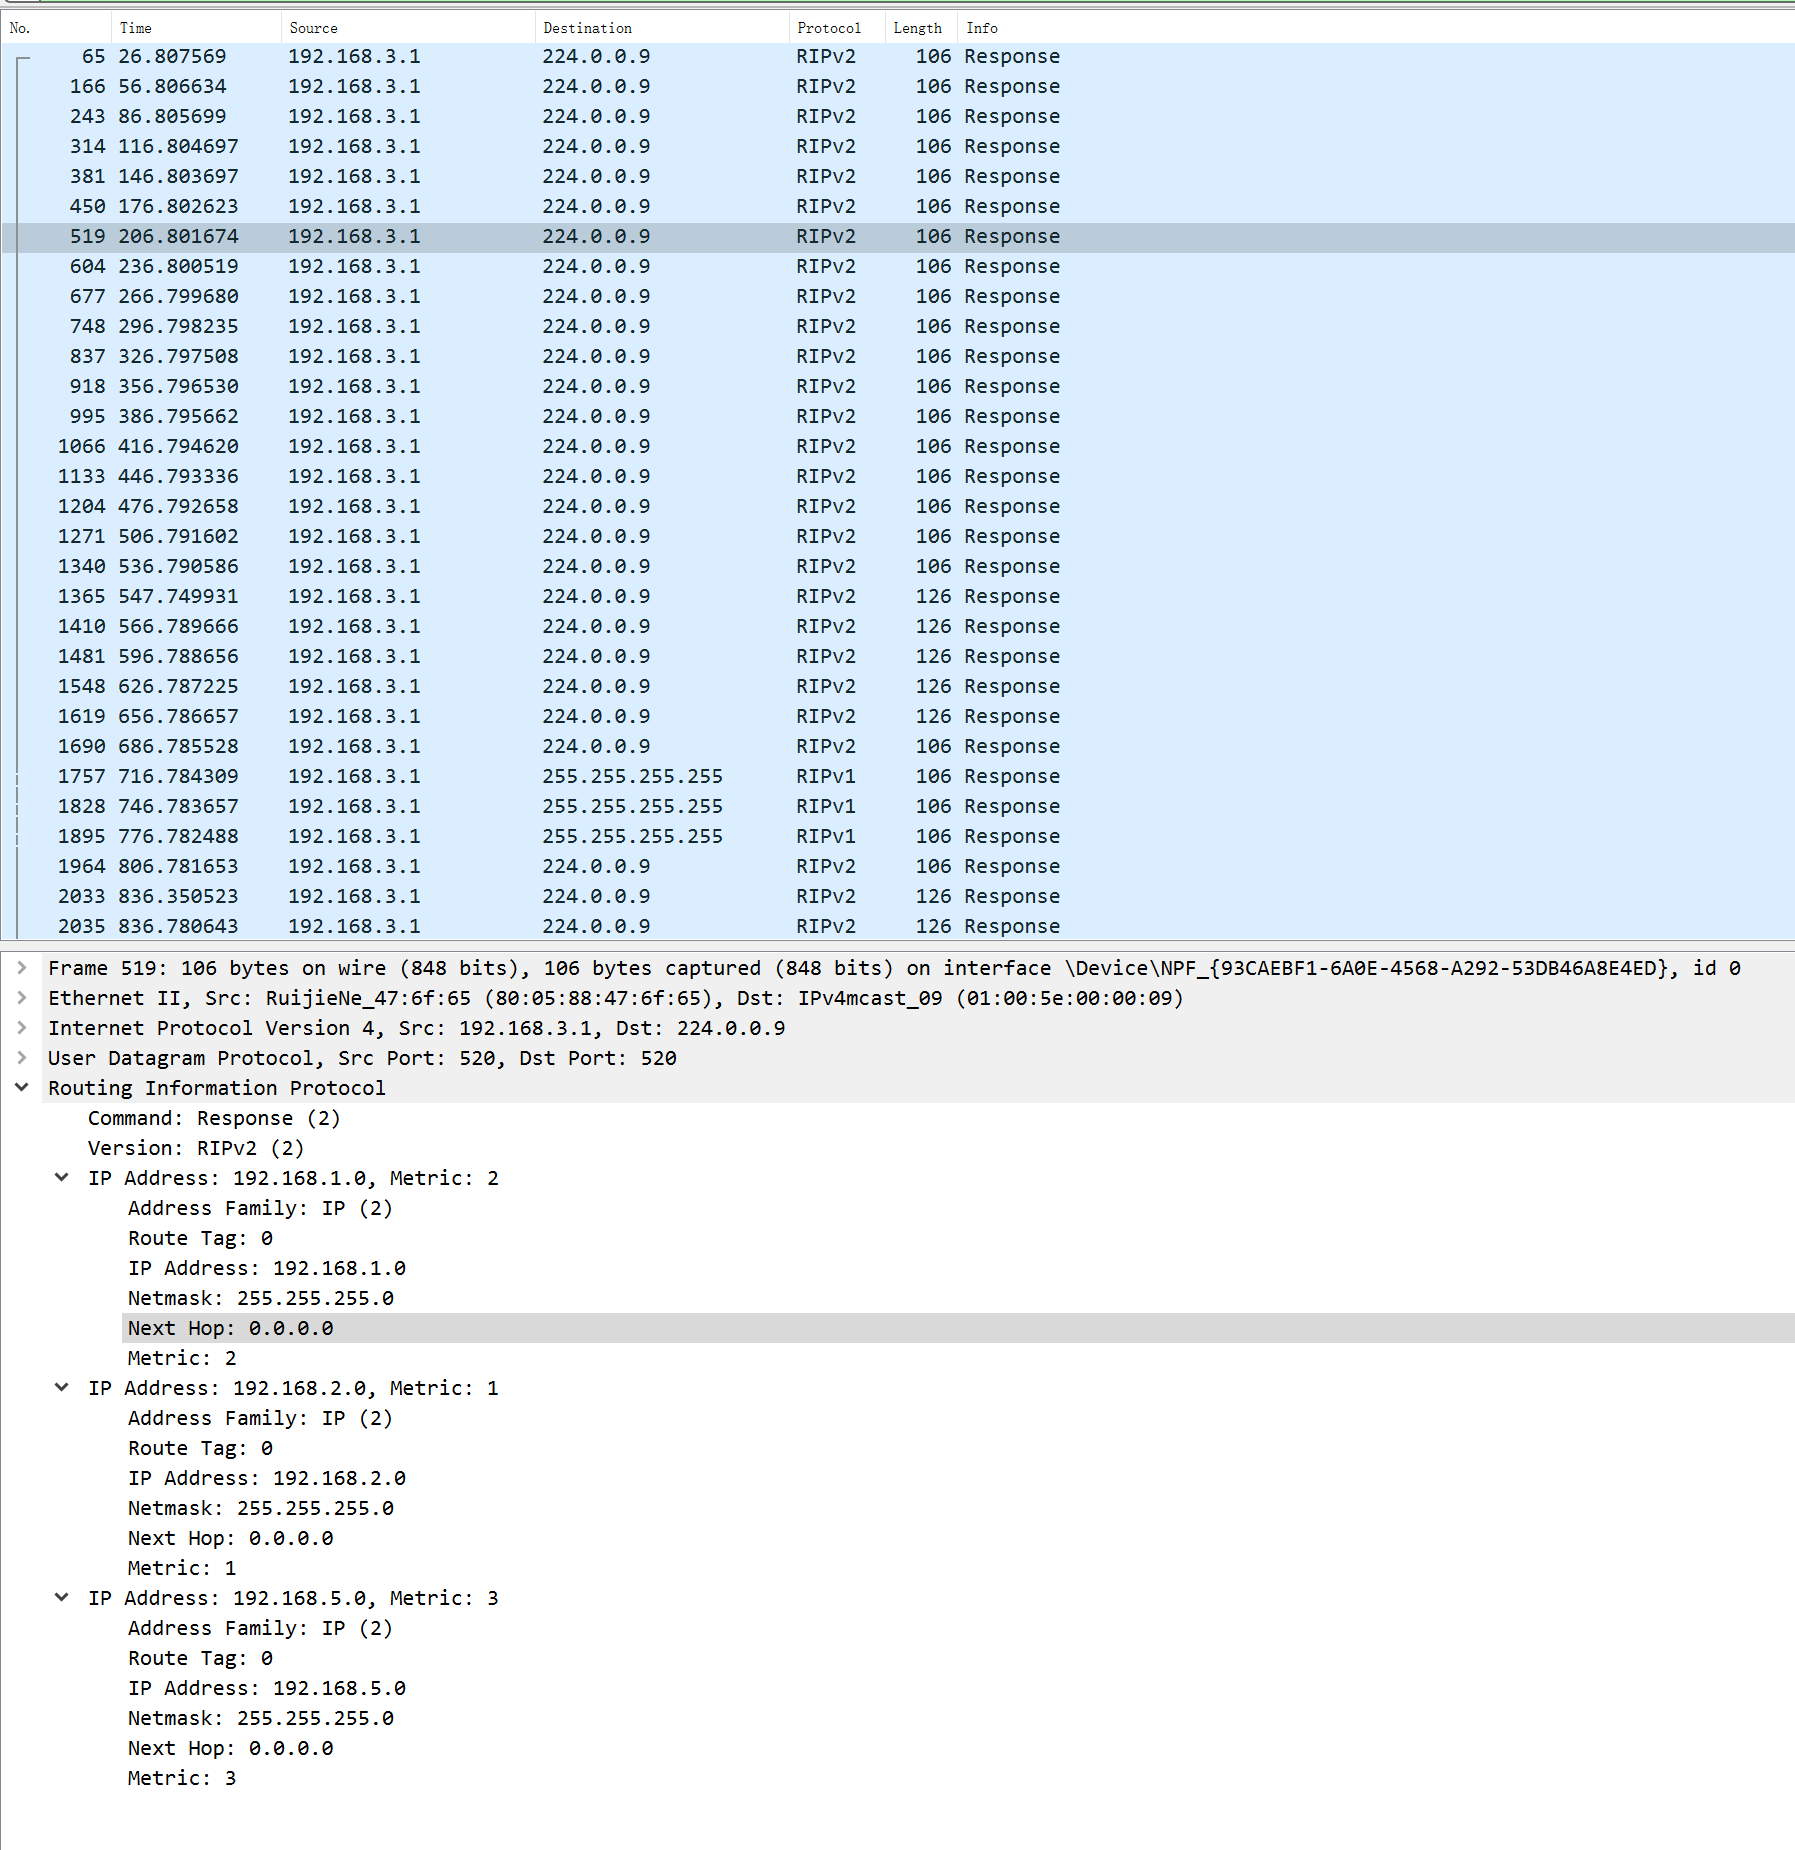 No. Time Source Destination Protocol Length Info
65 26.807569 192.168.3.1 224.0.0.9 RIPv2 106 Response
166 56.806634 192.168.3.1 224.0.0.9 RIPv2 106 Response
243 86.805699 192.168.3.1 224.0.0.9 RIPv2 106 Response
314 116.804697 192.168.3.1 224.0.0.9 RIPv2 106 Response
381 146.803697 192.168.3.1 224.0.0.9 RIPv2 106 Response
450 176.802623 192.168.3.1 224.0.0.9 RIPv2 106 Response
519 206.801674 192.168.3.1 224.0.0.9 RIPv2 106 Response
604 236.800519 192.168.3.1 224.0.0.9 RIPv2 106 Response
677 266.799680 192.168.3.1 224.0.0.9 RIPv2 106 Response
748 296.798235 192.168.3.1 224.0.0.9 RIPv2 106 Response
837 326.797508 192.168.3.1 224.0.0.9 RIPv2 106 Response
918 356.796530 192.168.3.1 224.0.0.9 RIPv2 106 Response
995 386.795662 192.168.3.1 224.0.0.9 RIPv2 106 Response
1066 416.794620 192.168.3.1 224.0.0.9 RIPv2 106 Response
1133 446.793336 192.168.3.1 224.0.0.9 RIPv2 106 Response
1204 476.792658 192.168.3.1 224.0.0.9 RIPv2 106 Response
1271 506.791602 192.168.3.1 224.0.0.9 RIPv2 106 Response
1340 536.790586 192.168.3.1 224.0.0.9 RIPv2 106 Response
1365 547.749931 192.168.3.1 224.0.0.9 RIPv2 126 Response
1410 566.789666 192.168.3.1 224.0.0.9 RIPv2 126 Response
1481 596.788656 192.168.3.1 224.0.0.9 RIPv2 126 Response
1548 626.787225 192.168.3.1 224.0.0.9 RIPv2 126 Response
1619 656.786657 192.168.3.1 224.0.0.9 RIPv2 126 Response
1690 686.785528 192.168.3.1 224.0.0.9 RIPv2 106 Response
1757 716.784309 192.168.3.1 255.255.255.255 RIPv1 106 Response
1828 746.783657 192.168.3.1 255.255.255.255 RIPv1 106 Response
1895 776.782488 192.168.3.1 255.255.255.255 RIPv1 106 Response
1964 806.781653 192.168.3.1 224.0.0.9 RIPv2 106 Response
2033 836.350523 192.168.3.1 224.0.0.9 RIPv2 126 Response
2035 836.780643 192.168.3.1 224.0.0.9 RIPv2 126 Response
Frame 519: 106 bytes on wire (848 bits), 106 bytes captured (848 bits) on interface \Device\NPF_{93CAEBF1-6A0E-4568-A292-53DB46A8E4ED}, id 0
Ethernet II, Src: RuijieNe_47:6f:65 (80:05:88:47:6f:65), Dst: IPv4mcast_09 (01:00:5e:00:00:09)
Internet Protocol Version 4, Src: 192.168.3.1, Dst: 224.0.0.9
User Datagram Protocol, Src Port: 520, Dst Port: 520
Routing Information Protocol
Command: Response (2)
Version: RIPv2 (2)
IP Address: 192.168.1.0, Metric: 2
Address Family: IP (2)
Route Tag: 0
IP Address: 192.168.1.0
Netmask: 255.255.255.0
Next Hop: 0.0.0.0
Metric: 2
IP Address: 192.168.2.0, Metric: 1
Address Family: IP (2)
Route Tag: 0
IP Address: 192.168.2.0
Netmask: 255.255.255.0
Next Hop: 0.0.0.0
Metric: 1
IP Address: 192.168.5.0, Metric: 3
Address Family: IP (2)
Route Tag: 0
IP Address: 192.168.5.0
Netmask: 255.255.255.0
Next Hop: 0.0.0.0
Metric: 3